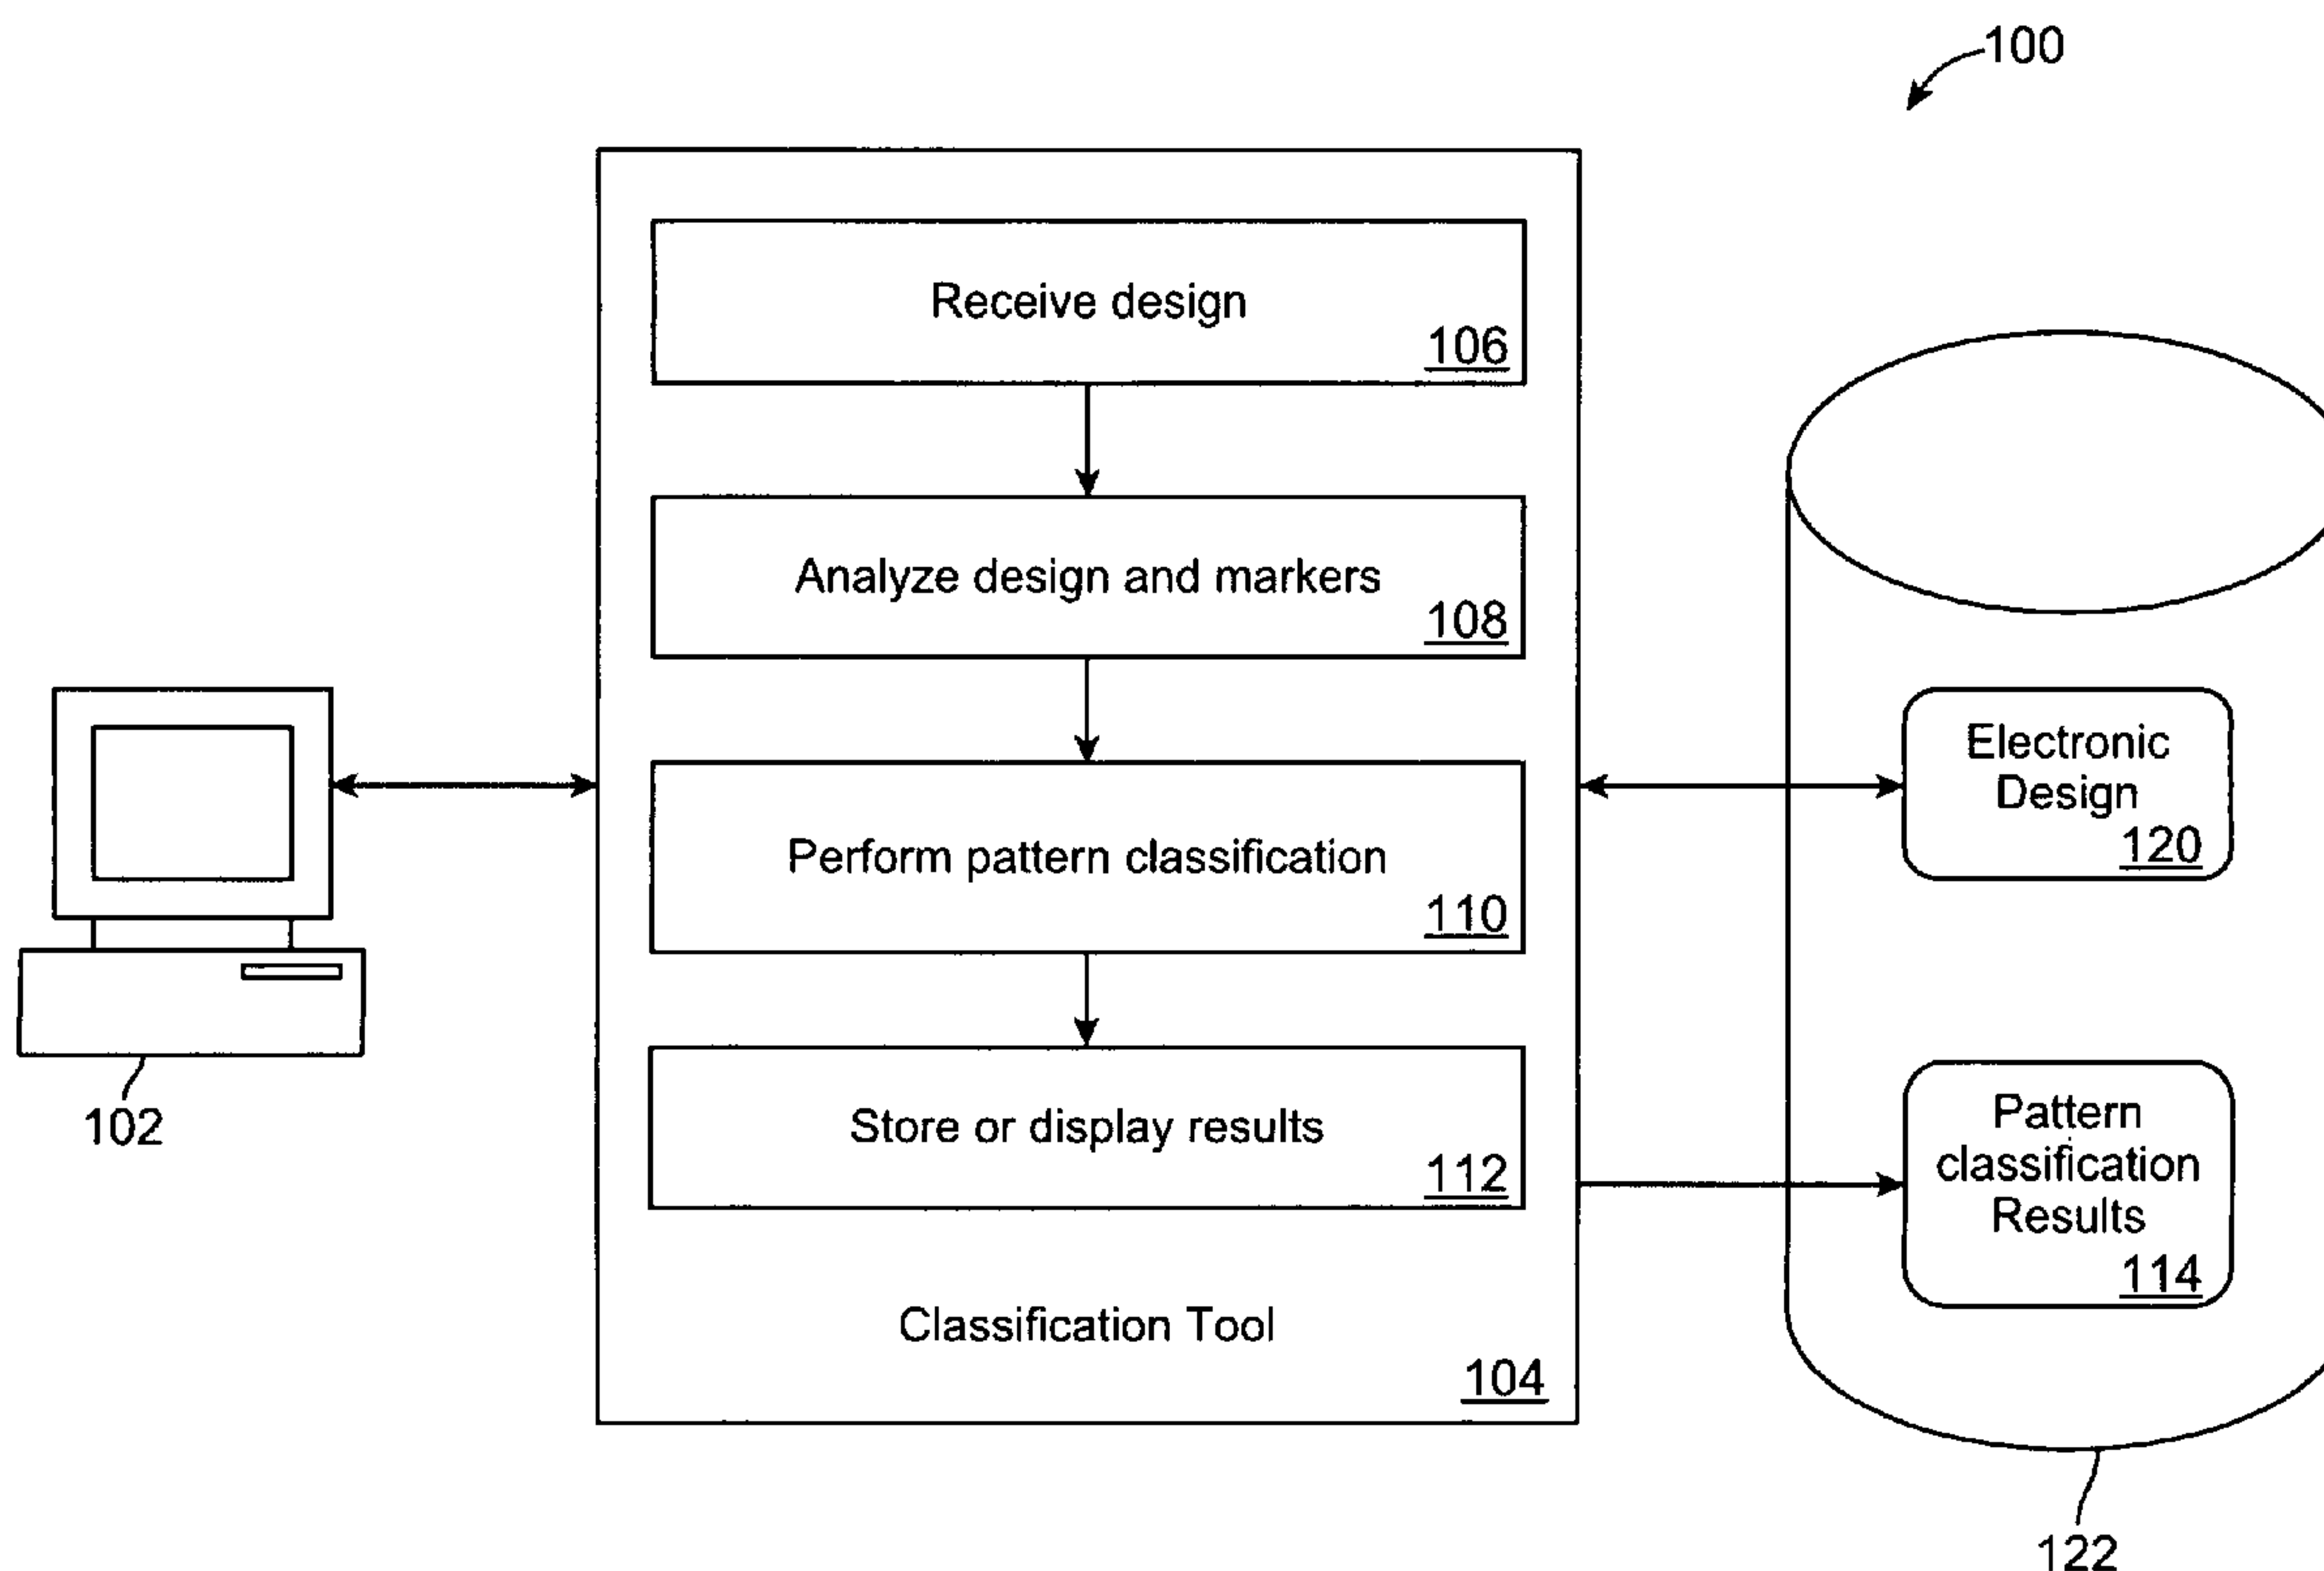 100
Receive design
106
Analyze design and markers
108
Perform pattern classification
110
Store or display results
112
Classification Tool
104
102
Electronic
Design
120
Pattern
classification
Results
114
122